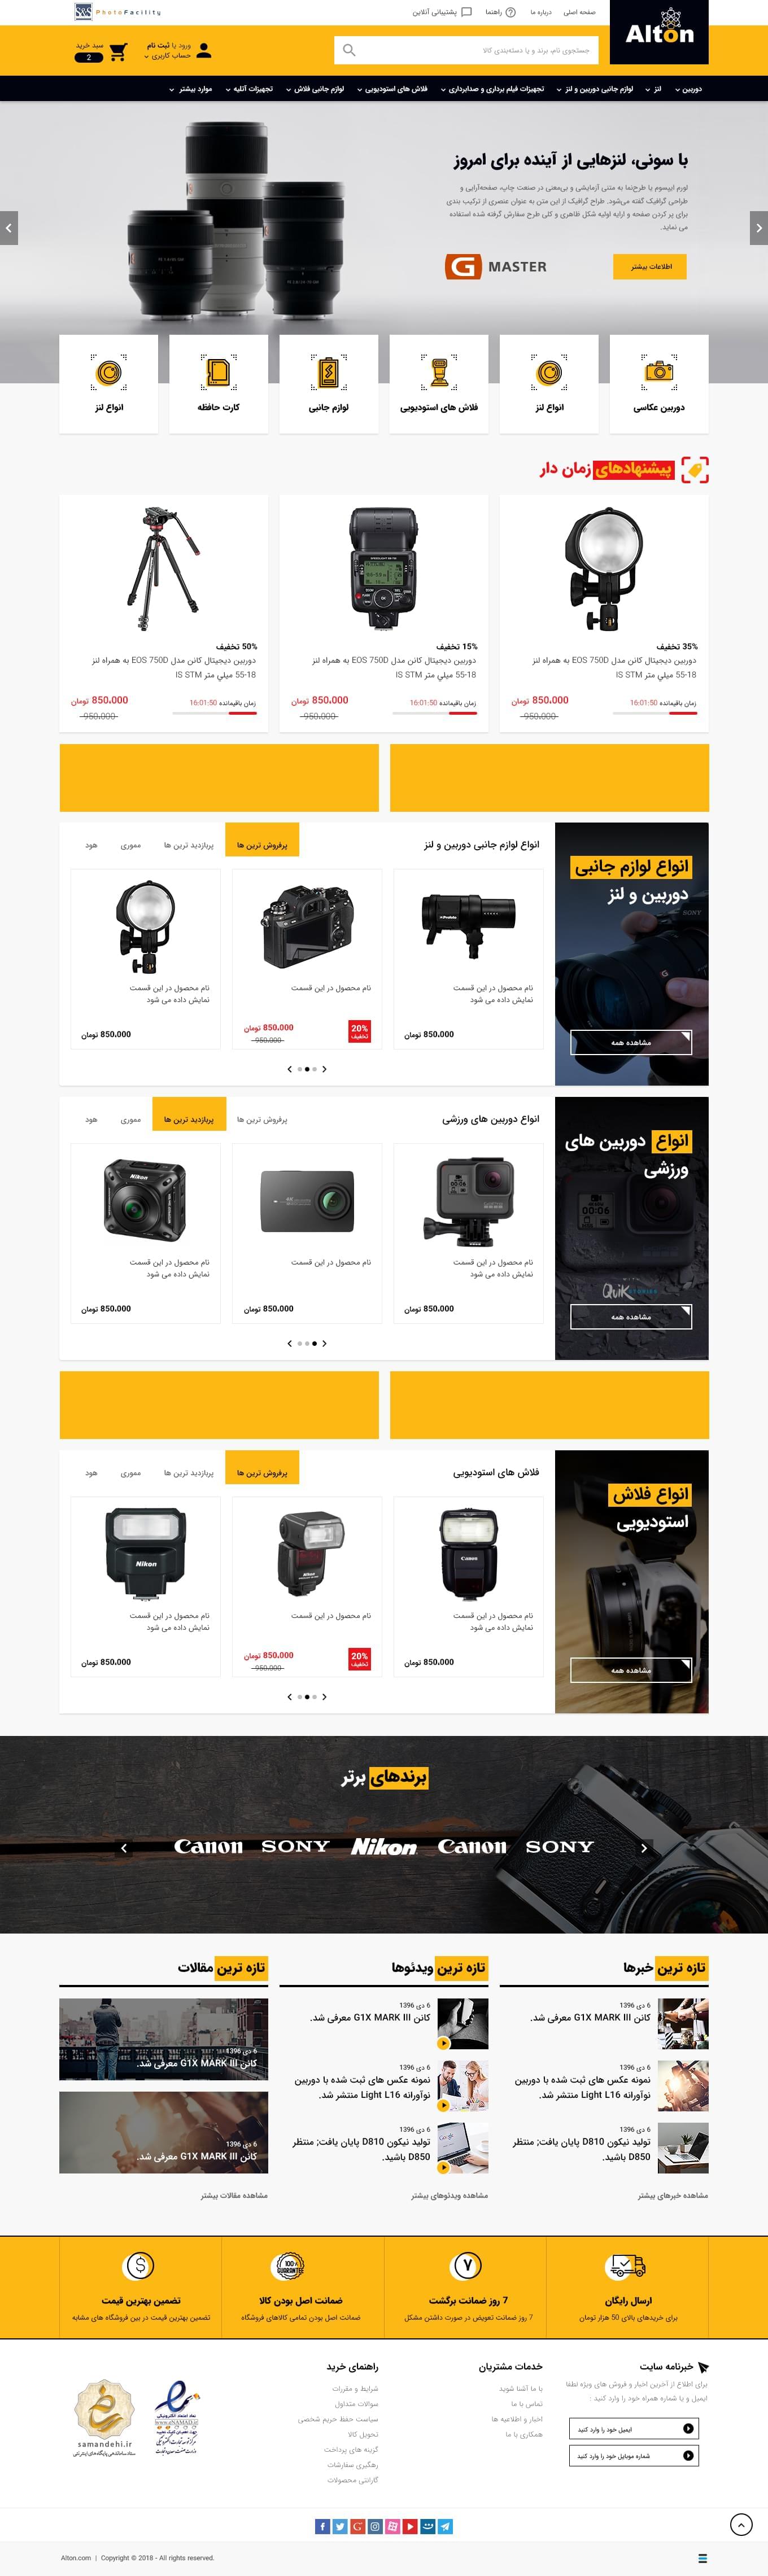 صفحه اصلی
درباره ما
راهنما
پشتیبانی آنلاین
PhotoFacility
Alton
جستجوی نام، برند و یا دسته‌بندی کالا
ورود یا ثبت نام
حساب کاربری
سبد خرید
2
دوربین
لنز
لوازم جانبی دوربین و لنز
تجهیزات فیلم برداری و صدابرداری
فلاش های استودیویی
لوازم جانبی فلاش
تجهیزات آتلیه
موارد بیشتر
با سونی، لنزهایی از آینده برای امروز
لورم ایپسوم یا طرح‌نما به متنی آزمایشی و بی‌معنی در صنعت چاپ، صفحه‌آرایی و
طراحی گرافیک گفته می‌شود. طراح گرافیک از این متن به عنوان عنصری از ترکیب بندی
برای پر کردن صفحه و ارایه اولیه شکل ظاهری و کلی طرح سفارش گرفته شده استفاده
می نماید.
اطلاعات بیشتر
G MASTER
دوربین عکاسی
انواع لنز
فلاش های استودیویی
لوازم جانبی
کارت حافظه
انواع لنز
پیشنهادهای زمان دار
35% تخفیف
دوربین دیجیتال کانن مدل EOS 750D به همراه لنز
18-55 میلی متر IS STM
زمان باقیمانده 16:01:50
850،000 تومان
950،000
15% تخفیف
دوربین دیجیتال کانن مدل EOS 750D به همراه لنز
18-55 میلی متر IS STM
زمان باقیمانده 16:01:50
850،000 تومان
950،000
50% تخفیف
دوربین دیجیتال کانن مدل EOS 750D به همراه لنز
18-55 میلی متر IS STM
زمان باقیمانده 16:01:50
850،000 تومان
950،000
انواع لوازم جانبی
دوربین و لنز
SONY
مشاهده همه
انواع لوازم جانبی دوربین و لنز
پرفروش ترین ها
پربازدید ترین ها
مموری
هود
نام محصول در این قسمت
نمایش داده می شود
850،000 تومان
نام محصول در این قسمت
20%
تخفیف
850،000 تومان
950،000
نام محصول در این قسمت
نمایش داده می شود
850،000 تومان
انواع دوربین های
ورزشی
00:06
Quik STORIES
مشاهده همه
انواع دوربین های ورزشی
پرفروش ترین ها
پربازدید ترین ها
مموری
هود
00:06
Nikon
نام محصول در این قسمت
نمایش داده می شود
850،000 تومان
نام محصول در این قسمت
850،000 تومان
نام محصول در این قسمت
نمایش داده می شود
850،000 تومان
انواع فلاش
استودیویی
مشاهده همه
فلاش های استودیویی
پرفروش ترین ها
پربازدید ترین ها
مموری
هود
Canon
Nikon
نام محصول در این قسمت
نمایش داده می شود
850،000 تومان
نام محصول در این قسمت
20%
تخفیف
850،000 تومان
950،000
نام محصول در این قسمت
نمایش داده می شود
850،000 تومان
برندهای برتر
Canon SONY Nikon Canon SONY
تازه ترین خبرها
6 دی 1396
کانن G1X MARK III معرفی شد.
6 دی 1396
نمونه عکس های ثبت شده با دوربین
نوآورانه Light L16 منتشر شد.
6 دی 1396
تولید نیکون D810 پایان یافت; منتظر
D850 باشید.
مشاهده خبرهای بیشتر
تازه ترین ویدئوها
6 دی 1396
کانن G1X MARK III معرفی شد.
6 دی 1396
نمونه عکس های ثبت شده با دوربین
نوآورانه Light L16 منتشر شد.
6 دی 1396
تولید نیکون D810 پایان یافت; منتظر
D850 باشید.
مشاهده ویدئوهای بیشتر
تازه ترین مقالات
6 دی 1396
کانن G1X MARK III معرفی شد.
6 دی 1396
کانن G1X MARK III معرفی شد.
مشاهده مقالات بیشتر
ارسال رایگان
برای خریدهای بالای 50 هزار تومان
۷
7 روز ضمانت برگشت
7 روز ضمانت تعویض در صورت داشتن مشکل
100%
GUARANTEE
ضمانت اصل بودن کالا
ضمانت اصل بودن تمامی کالاهای فروشگاه
تضمین بهترین قیمت
تضمین بهترین قیمت در بین فروشگاه های مشابه
خبرنامه سایت
برای اطلاع از آخرین اخبار و فروش های ویژه لطفا
ایمیل و یا شماره همراه خود را وارد کنید :
ایمیل خود را وارد کنید
شماره موبایل خود را وارد کنید
خدمات مشتریان
با ما آشنا شوید
تماس با ما
اخبار و اطلاعیه ها
همکاری با ما
راهنمای خرید
شرایط و مقررات
سوالات متداول
سیاست حفظ حریم شخصی
تحویل کالا
گزینه های پرداخت
رهگیری سفارشات
گارانتی محصولات
نماد اعتماد الکترونیکی
www.eNAMAD.ir
samandehi.ir
ستاد ساماندهی پایگاه‌های اینترنتی
Alton.com | Copyright © 2018 - All rights reserved.